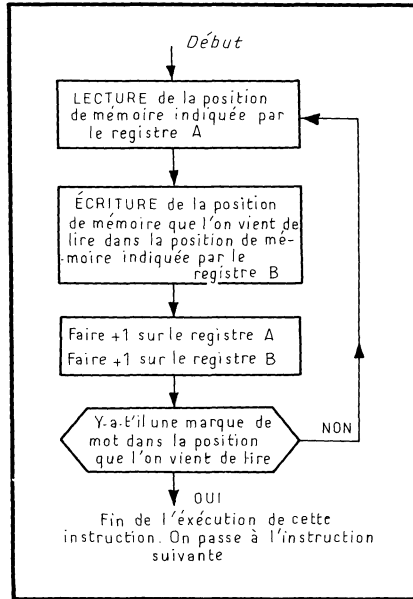 Début
LECTURE de la position
de mémoire indiquée par
le registre A
ÉCRITURE de la position
de mémoire que l'on vient de
lire dans la position de mé-
moire indiquée par le
registre B
Faire +1 sur le registre A
Faire +1 sur le registre B
Y-a-t'il une marque de
mot dans la position
que l'on vient de lire
NON
OUI
Fin de l'éxécution de cette
instruction. On passe à l'instruction
suivante